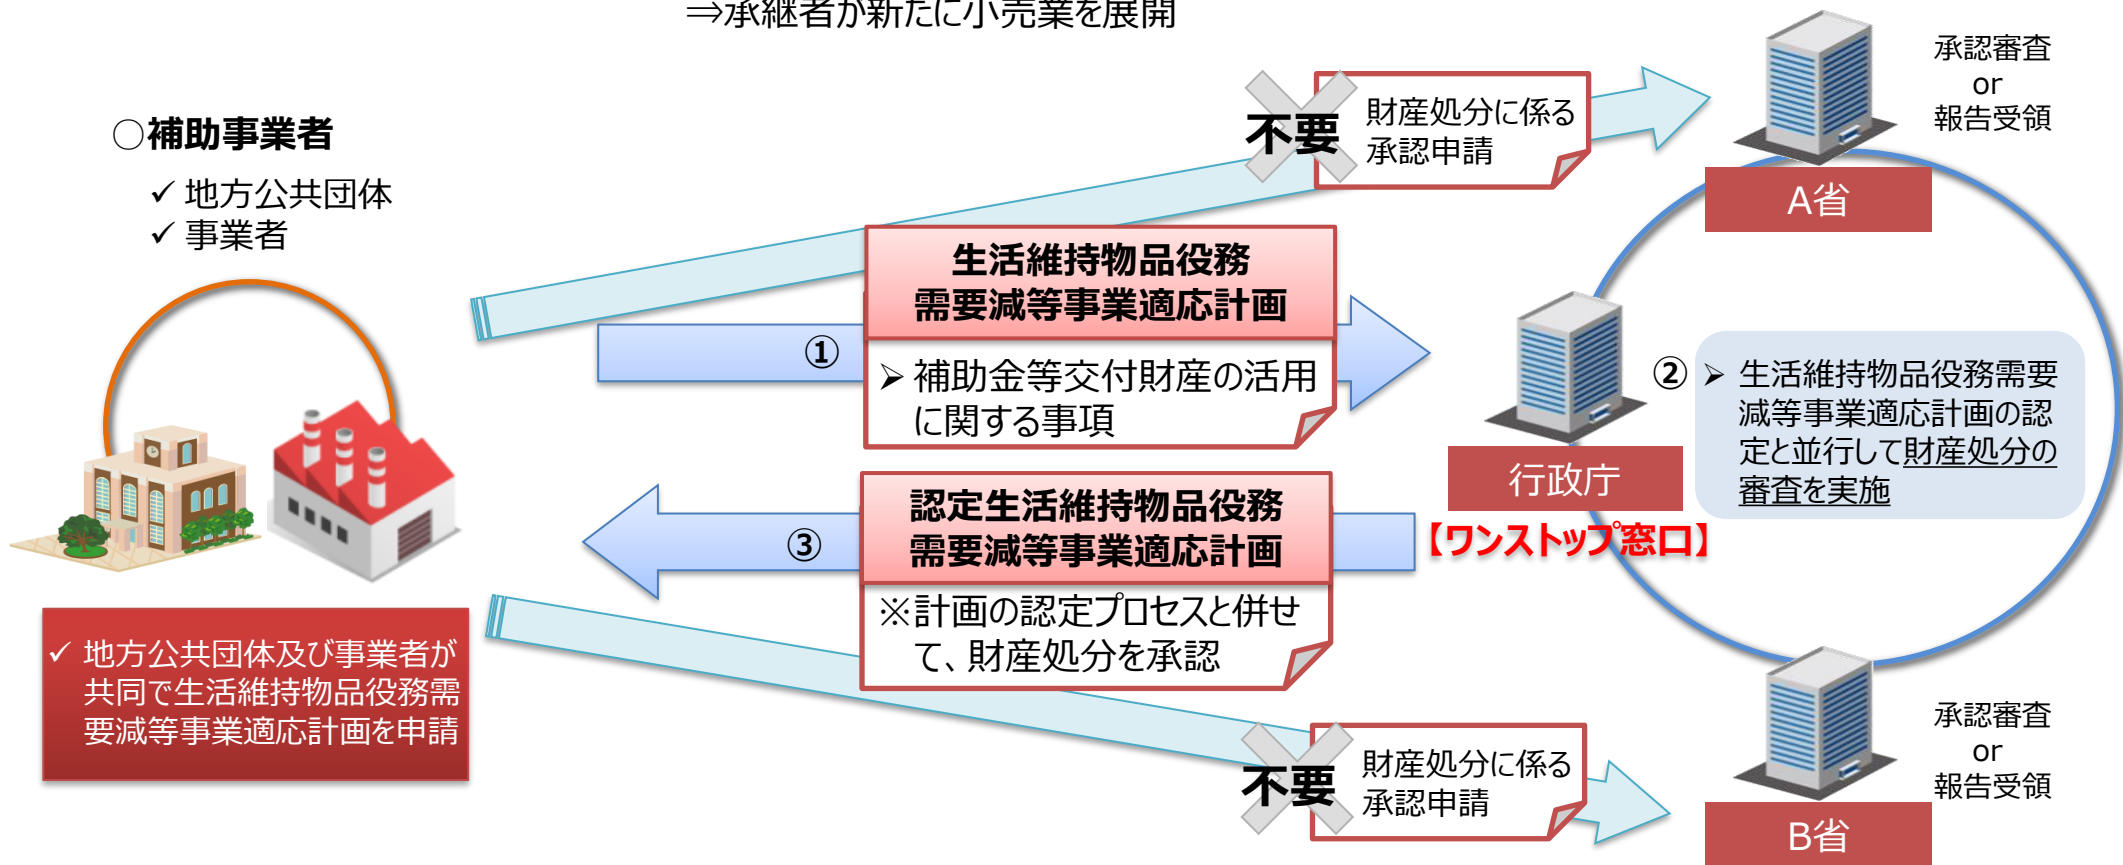 ⇒承継者が新たに小売業を展開
○補助事業者
✓ 地方公共団体
✓ 事業者
不要
財産処分に係る
承認申請
承認審査
or
報告受領
A省
生活維持物品役務
需要減等事業適応計画
①
➢ 補助金等交付財産の活用
に関する事項
行政庁
【ワンストップ窓口】
②
➢ 生活維持物品役務需要
減等事業適応計画の認
定と並行して財産処分の
審査を実施
③
認定生活維持物品役務
需要減等事業適応計画
※計画の認定プロセスと併せ
て、財産処分を承認
✓ 地方公共団体及び事業者が
共同で生活維持物品役務需
要減等事業適応計画を申請
不要
財産処分に係る
承認申請
承認審査
or
報告受領
B省